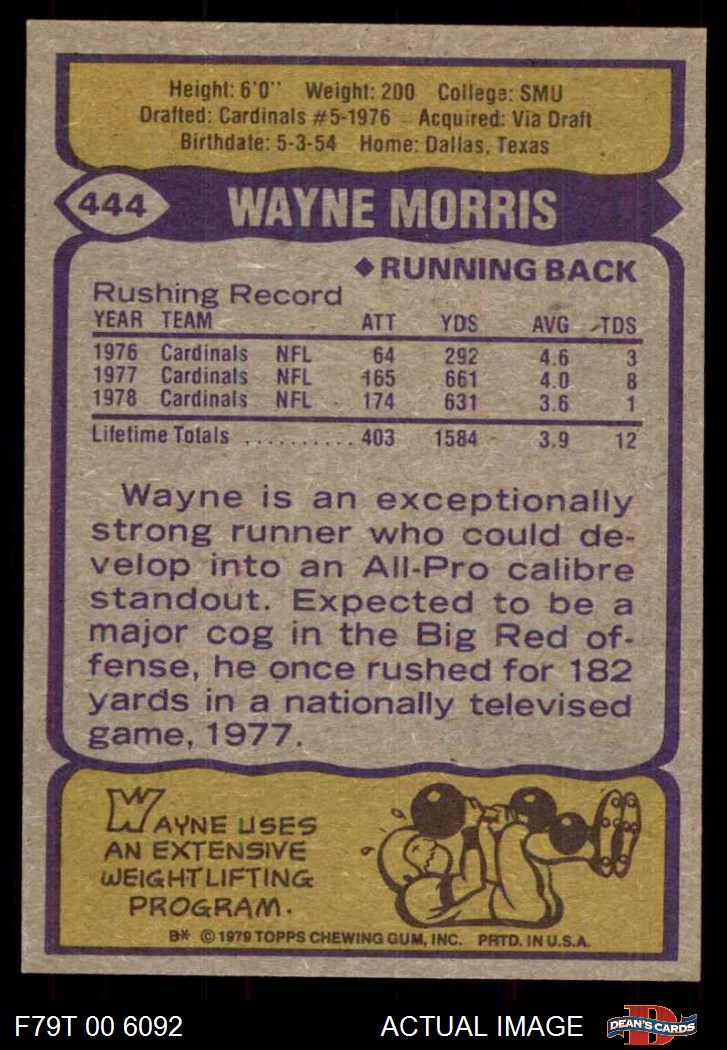 Height: 6'0" Weight: 200 College: SMU
Drafted: Cardinals #5-1976 Acquired: Via Draft
Birthdate: 5-3-54 Home: Dallas, Texas
444 WAYNE MORRIS
◆RUNNING BACK
Rushing Record
YEAR TEAM ATT YDS AVG TDS
1976 Cardinals NFL 64 292 4.6 3
1977 Cardinals NFL 165 661 4.0 8
1978 Cardinals NFL 174 631 3.6 1
Lifetime Totals .......... 403 1584 3.9 12
Wayne is an exceptionally
strong runner who could de-
velop into an All-Pro calibre
standout. Expected to be a
major cog in the Big Red of-
fense, he once rushed for 182
yards in a nationally televised
game, 1977.
WAYNE USES
AN EXTENSIVE
WEIGHTLIFTING
PROGRAM.
B* © 1979 TOPPS CHEWING GUM, INC. PRTD. IN U.S.A.
F79T 00 6092 ACTUAL IMAGE D DEAN'S CARDS